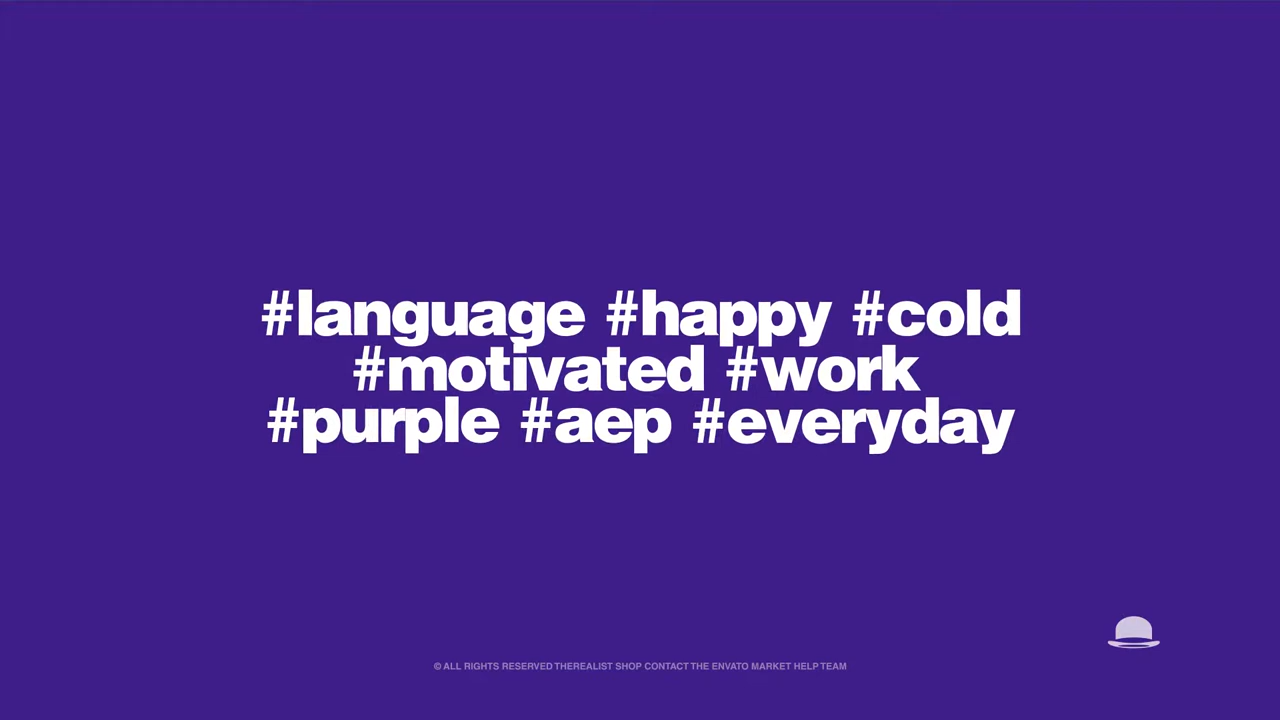 #language #happy #cold
#motivated #work
#purple #aep #everyday
© ALL RIGHTS RESERVED THEREALIST SHOP CONTACT THE ENVATO MARKET HELP TEAM